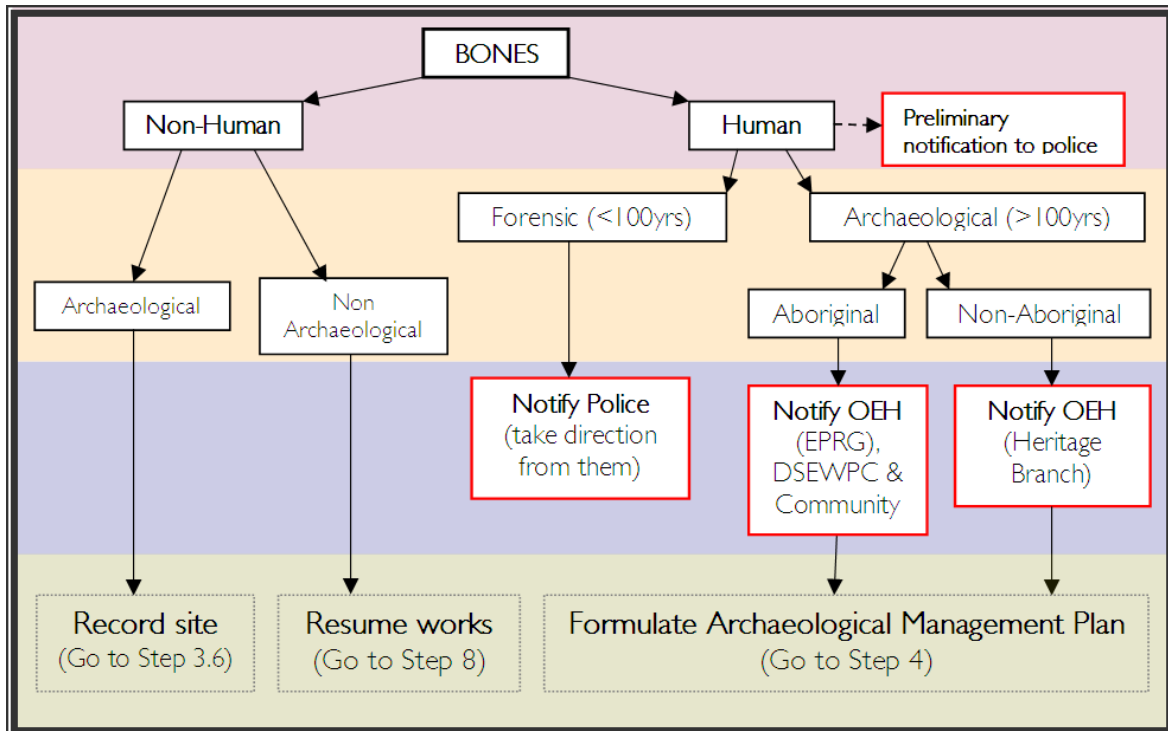 BONES
Non-Human
Human
Preliminary
notification to police
Forensic (<100yrs)
Archaeological (>100yrs)
Archaeological
Non
Archaeological
Aboriginal
Non-Aboriginal
Notify Police
(take direction
from them)
Notify OEH
(EPRG),
DSEWPC &
Community
Notify OEH
(Heritage
Branch)
Record site
(Go to Step 3.6)
Resume works
(Go to Step 8)
Formulate Archaeological Management Plan
(Go to Step 4)